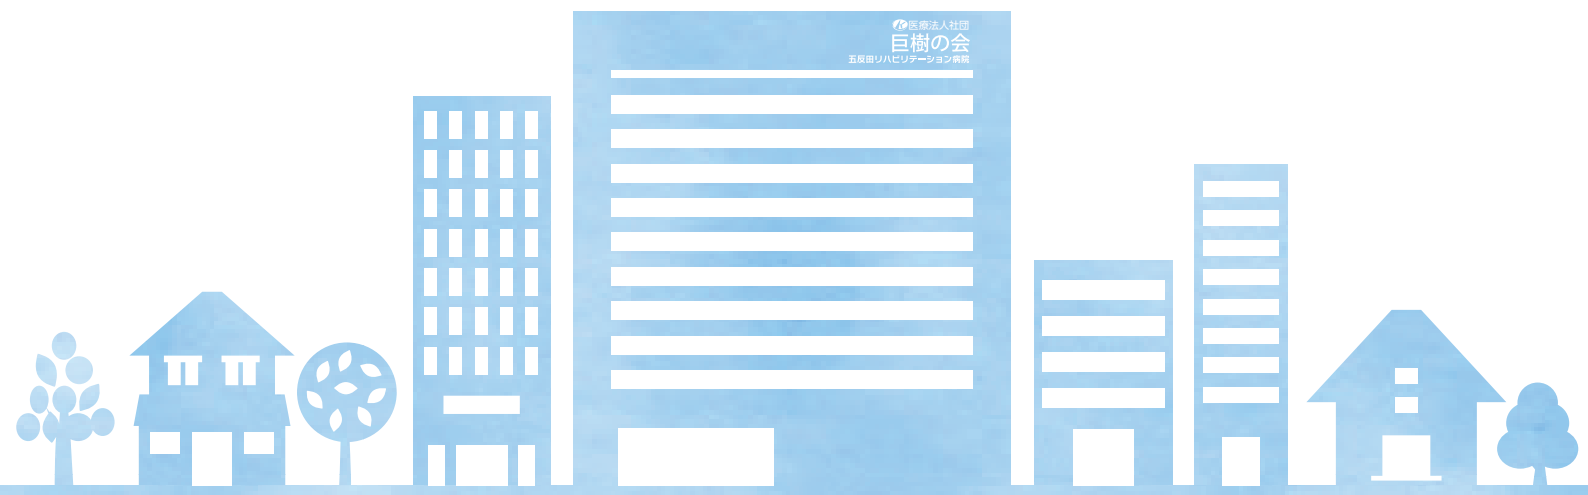 医療法人社団
巨樹の会
五反田リハビリテーション病院